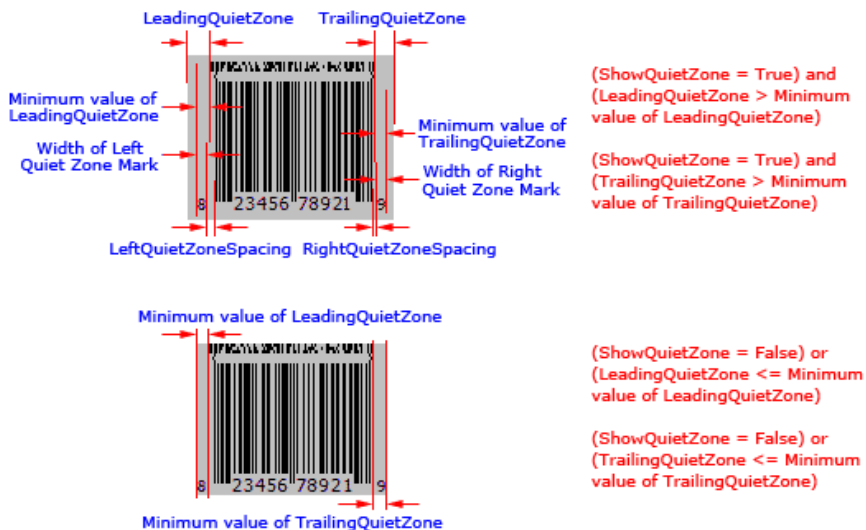 LeadingQuietZone TrailingQuietZone
Minimum value of
LeadingQuietZone
Width of Left
Quiet Zone Mark
Minimum value of
TrailingQuietZone
Width of Right
Quiet Zone Mark
8 23456 78921 9
LeftQuietZoneSpacing RightQuietZoneSpacing
(ShowQuietZone = True) and
(LeadingQuietZone > Minimum
value of LeadingQuietZone)
(ShowQuietZone = True) and
(TrailingQuietZone > Minimum
value of TrailingQuietZone)
Minimum value of LeadingQuietZone
8 23456 78921 9
Minimum value of TrailingQuietZone
(ShowQuietZone = False) or
(LeadingQuietZone <= Minimum
value of LeadingQuietZone)
(ShowQuietZone = False) or
(TrailingQuietZone <= Minimum
value of TrailingQuietZone)